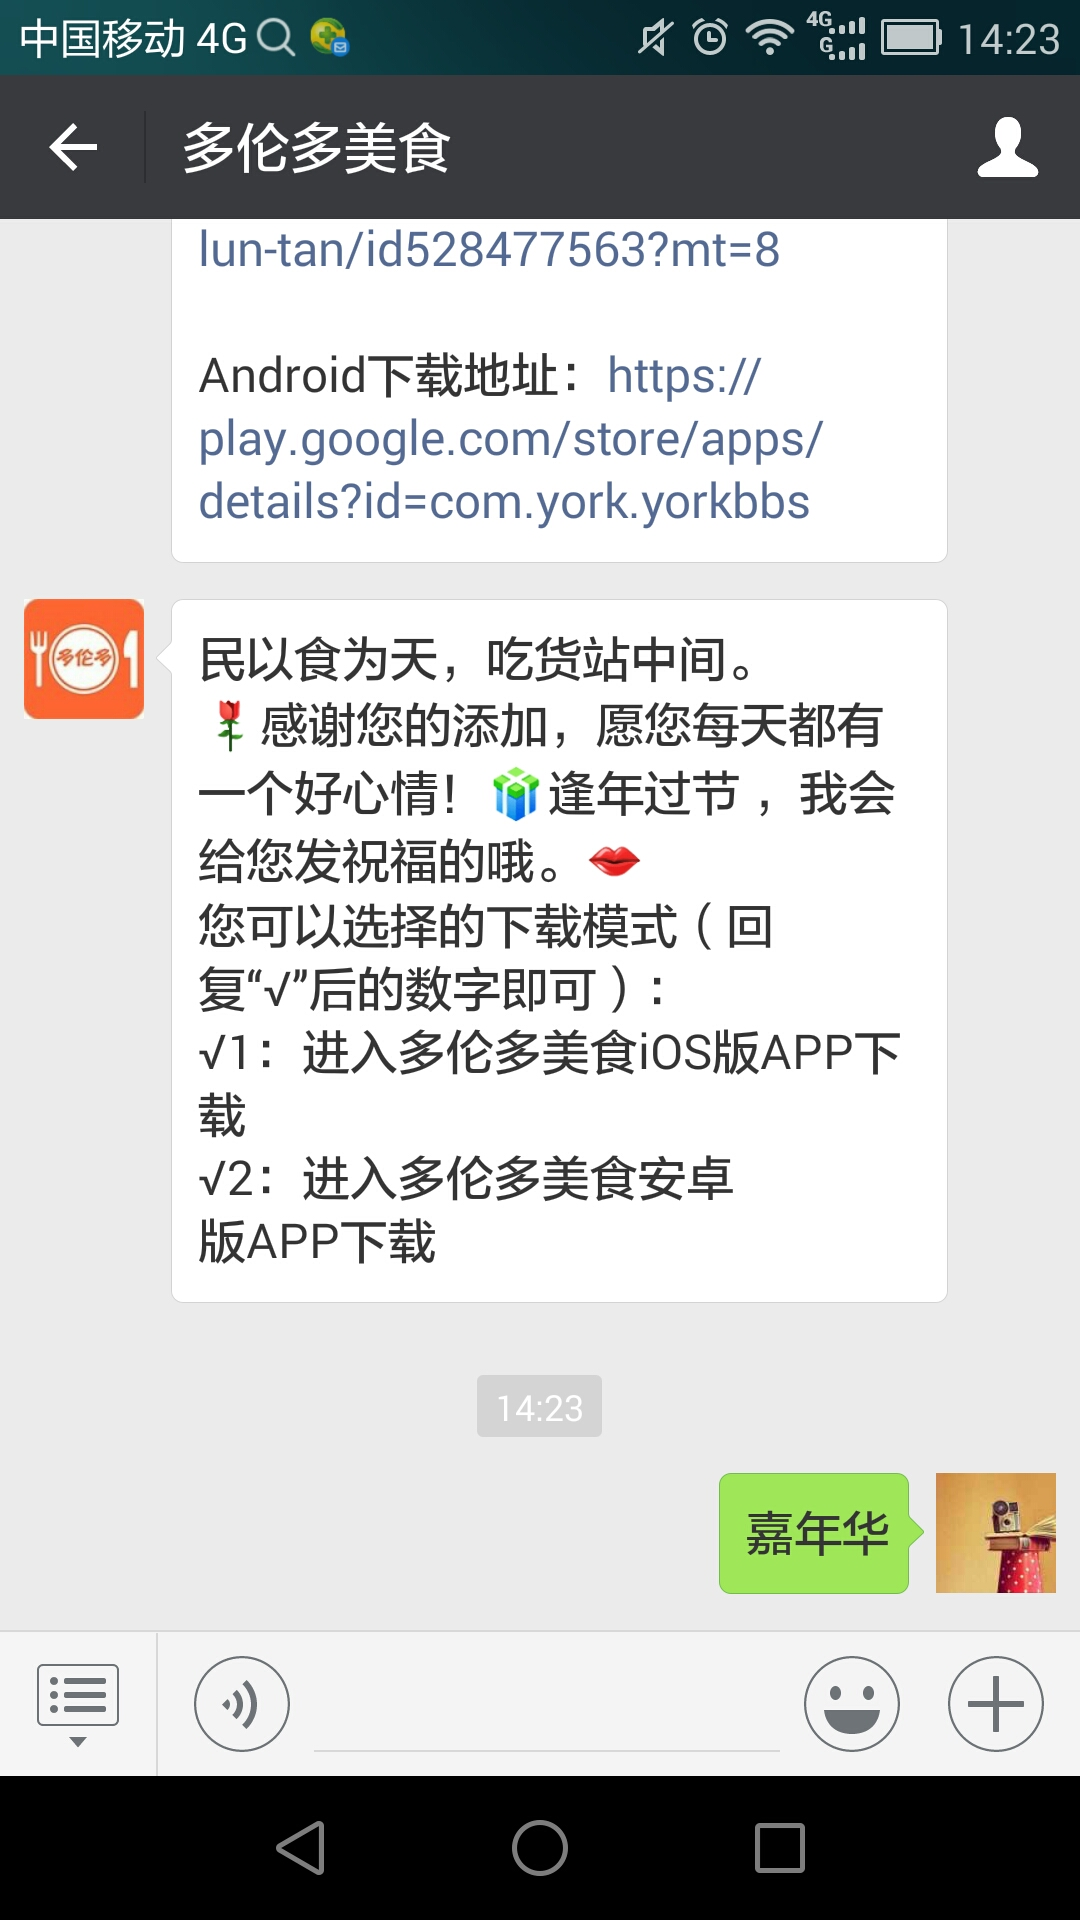 中国移动 4G
4G
G
14:23
多伦多美食
lun-tan/id528477563?mt=8
Android下载地址：https://
play.google.com/store/apps/
details?id=com.york.yorkbbs
多伦多
民以食为天，吃货站中间。
🌹感谢您的添加，愿您每天都有
一个好心情！🎁逢年过节 ，我会
给您发祝福的哦。💋
您可以选择的下载模式（回
复“√”后的数字即可）：
√1：进入多伦多美食iOS版APP下
载
√2：进入多伦多美食安卓
版APP下载
14:23
嘉年华